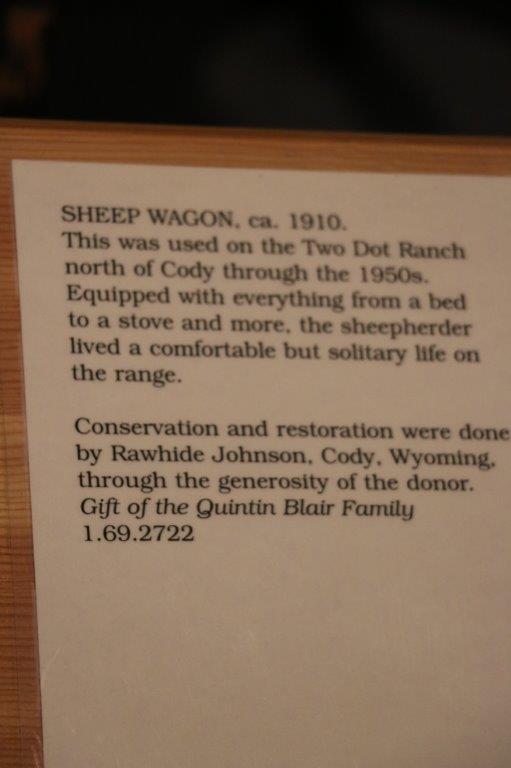 SHEEP WAGON, ca. 1910.
This was used on the Two Dot Ranch
north of Cody through the 1950s.
Equipped with everything from a bed
to a stove and more, the sheepherder
lived a comfortable but solitary life on
the range.
Conservation and restoration were done
by Rawhide Johnson, Cody, Wyoming,
through the generosity of the donor.
Gift of the Quintin Blair Family
1.69.2722